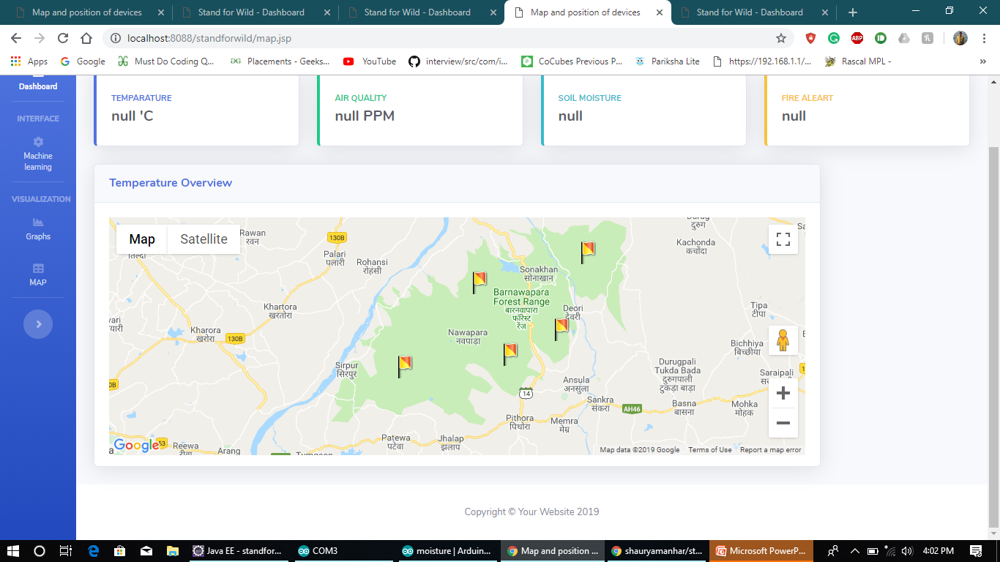 Map and position of devices
Stand for Wild - Dashboard
Stand for Wild - Dashboard
Map and position of devices
Stand for Wild - Dashboard
localhost:8088/standforwild/map.jsp
ABP
Apps
Google
Must Do Coding Q...
Placements - Geeks...
YouTube
interview/src/com/i...
CoCubes Previous P...
Pariksha Lite
https://192.168.1.1/...
Rascal MPL -
»
Dashboard
INTERFACE
Machine
learning
VISUALIZATION
Graphs
MAP
TEMPARATURE
null 'C
AIR QUALITY
null PPM
SOIL MOISTURE
null
FIRE ALEART
null
Temperature Overview
Map
Satellite
Rawan
रवन
130B
Palari
पलारी
Rohansi
रोहंसी
Sonakhan
सोनाखान
दुरुग
Kachonda
कचोंदा
Barnawapara
Forest Range
बारनवापारा
फॉरेस्ट
रेंज
Khartora
खरतोरा
Deori
देवरी
Tipa
टीपा
Kharora
खरोरा
130B
Nawapara
नवपाड़ा
Bichhiya
बिच्छीया
Sirpur
सिरपुर
Durugpali
Tukda Bada
दुरुगपाली
टुकड़ा बाड़ा
Saraipali
Ansula
अनसुला
14
Sankra
संकरा
AH46
Basna
बासना
Mohka
मोहक
Pithora
पिथोरा
Memra
मेम्रा
Patewa
पटेवा
Jhalap
झलाप
Google
53
Reewa
Arang
Map data ©2019 Google
Terms of Use
Report a map error
Copyright © Your Website 2019
Java EE - standfor...
COM3
moisture | Arduin...
Map and position ...
shauryamanhar/st...
Microsoft PowerP...
4:02 PM